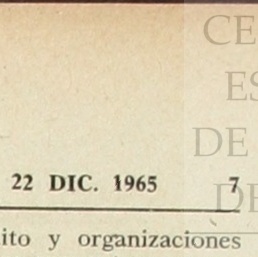 CE
ES
DE
DE
22 DIC. 1965 7
ito y organizaciones